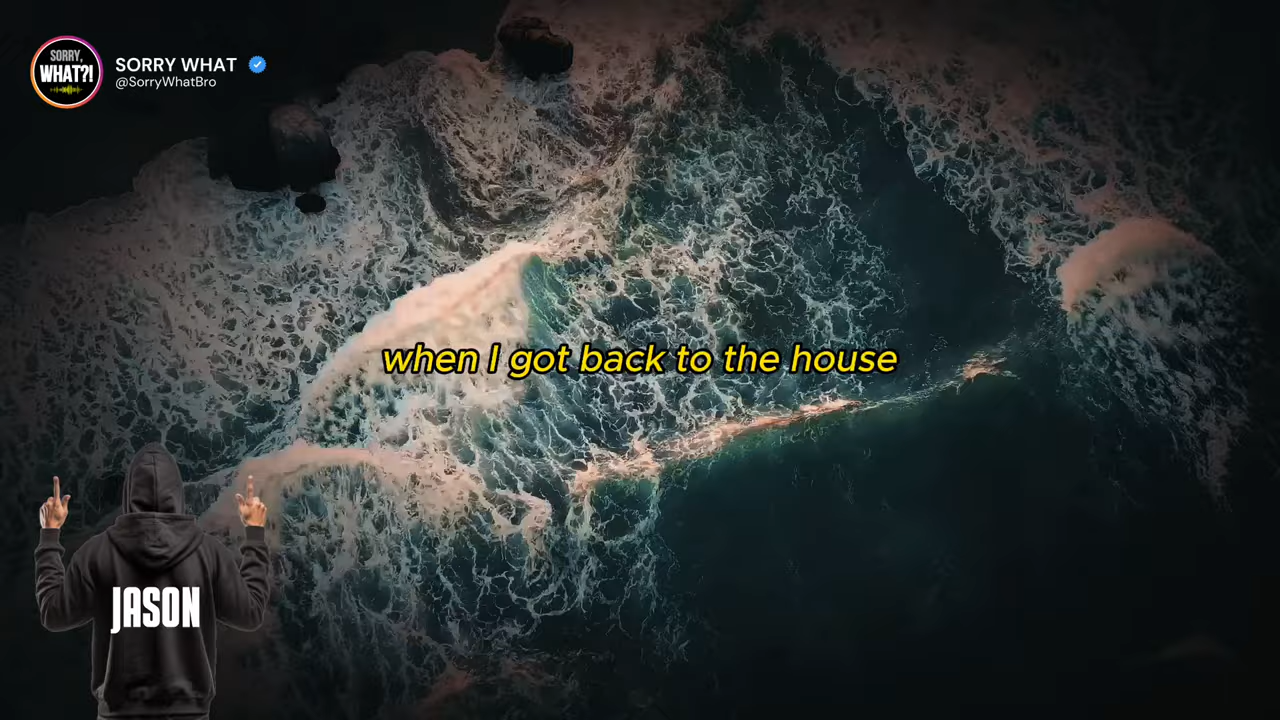 SORRY,
WHAT?!
SORRY WHAT
@SorryWhatBro
when I got back to the house
JASON